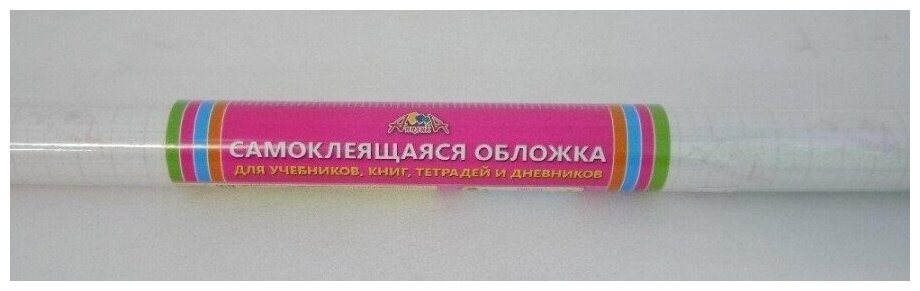 САМОКЛЕЯЩАЯСЯ ОБЛОЖКА
ДЛЯ УЧЕБНИКОВ, КНИГ, ТЕТРАДЕЙ И ДНЕВНИКОВ